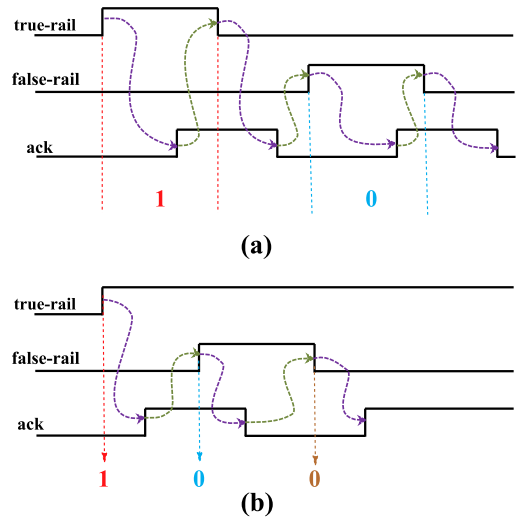 true-rail
false-rail
ack
1 0
(a)
true-rail
false-rail
ack
1 0 0
(b)